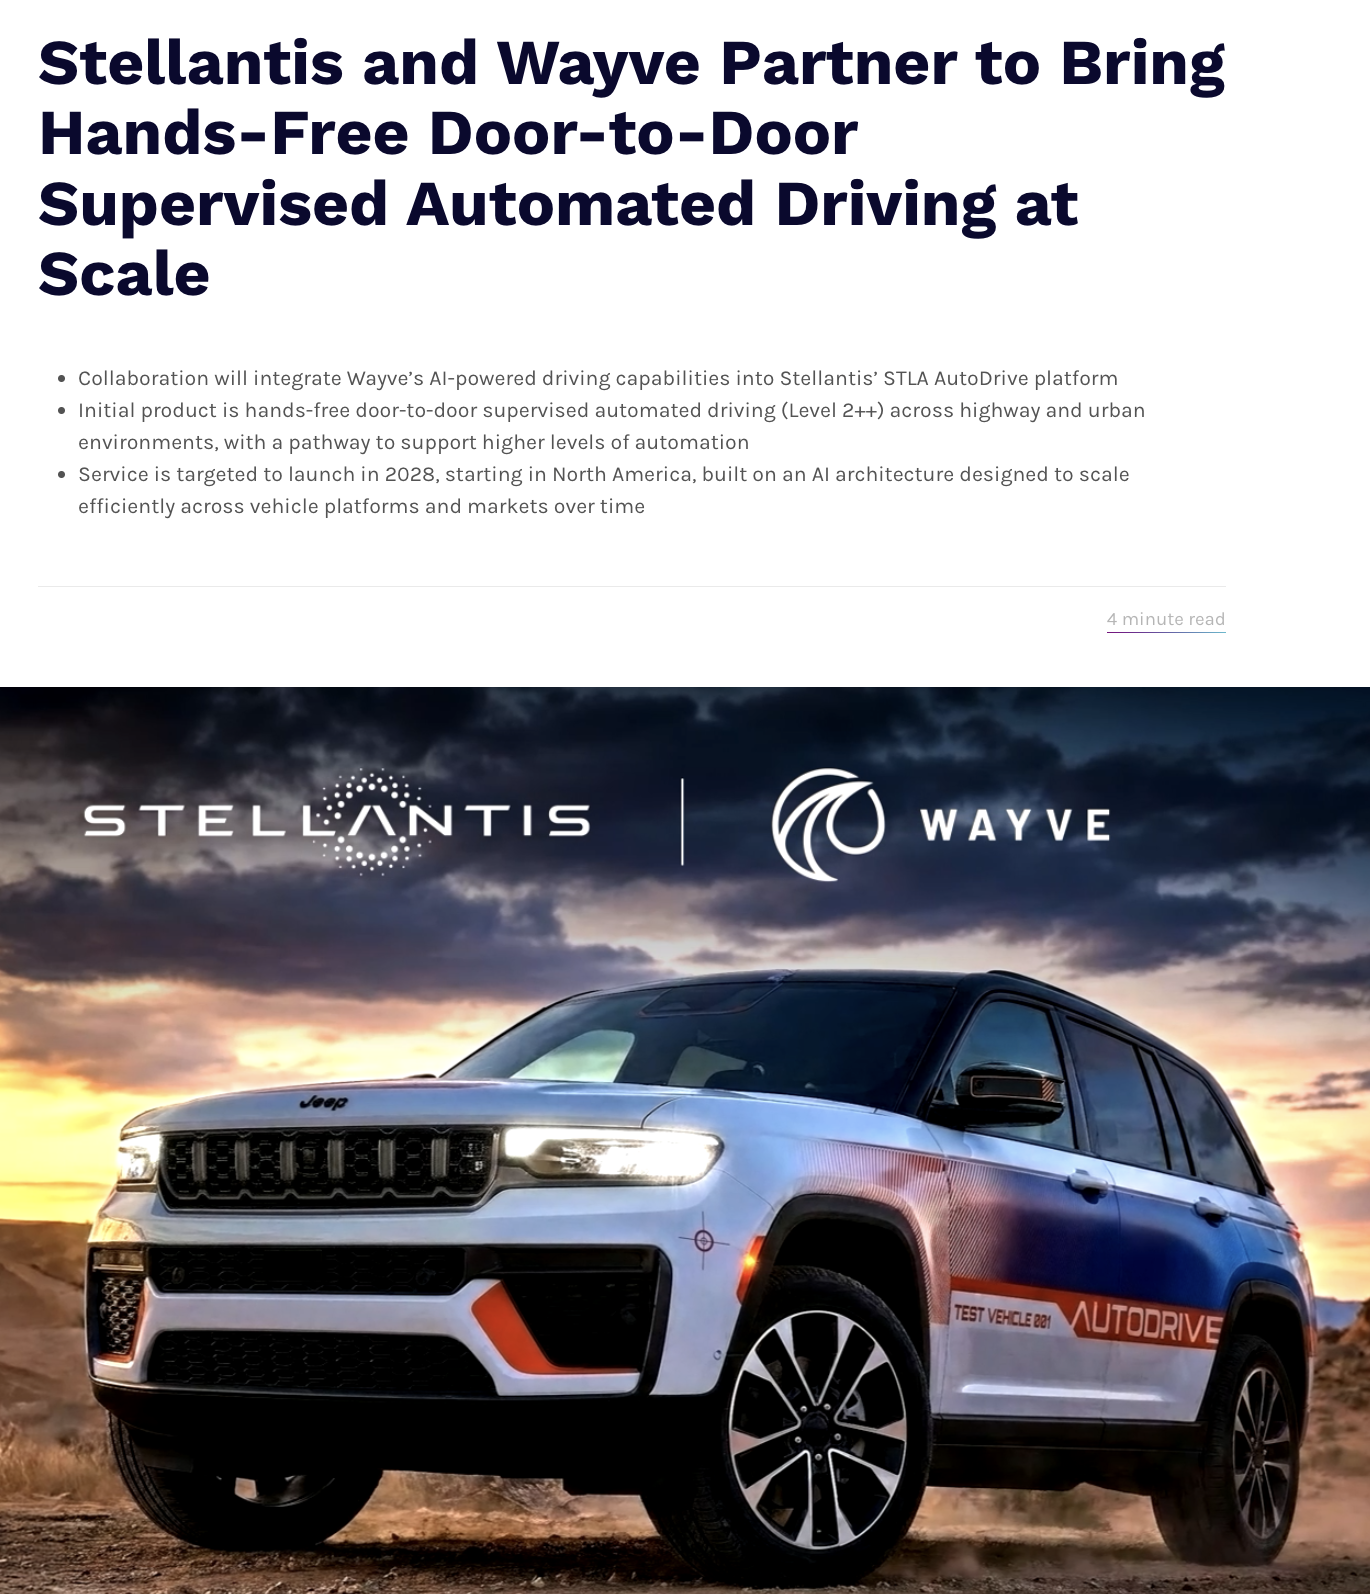 Stellantis and Wayve Partner to Bring
Hands-Free Door-to-Door
Supervised Automated Driving at
Scale
• Collaboration will integrate Wayve’s AI-powered driving capabilities into Stellantis’ STLA AutoDrive platform
• Initial product is hands-free door-to-door supervised automated driving (Level 2++) across highway and urban
environments, with a pathway to support higher levels of automation
• Service is targeted to launch in 2028, starting in North America, built on an AI architecture designed to scale
efficiently across vehicle platforms and markets over time
4 minute read
STELLANTIS
WAYVE
Jeep
TEST VEHICLE 001
AUTODRIVE